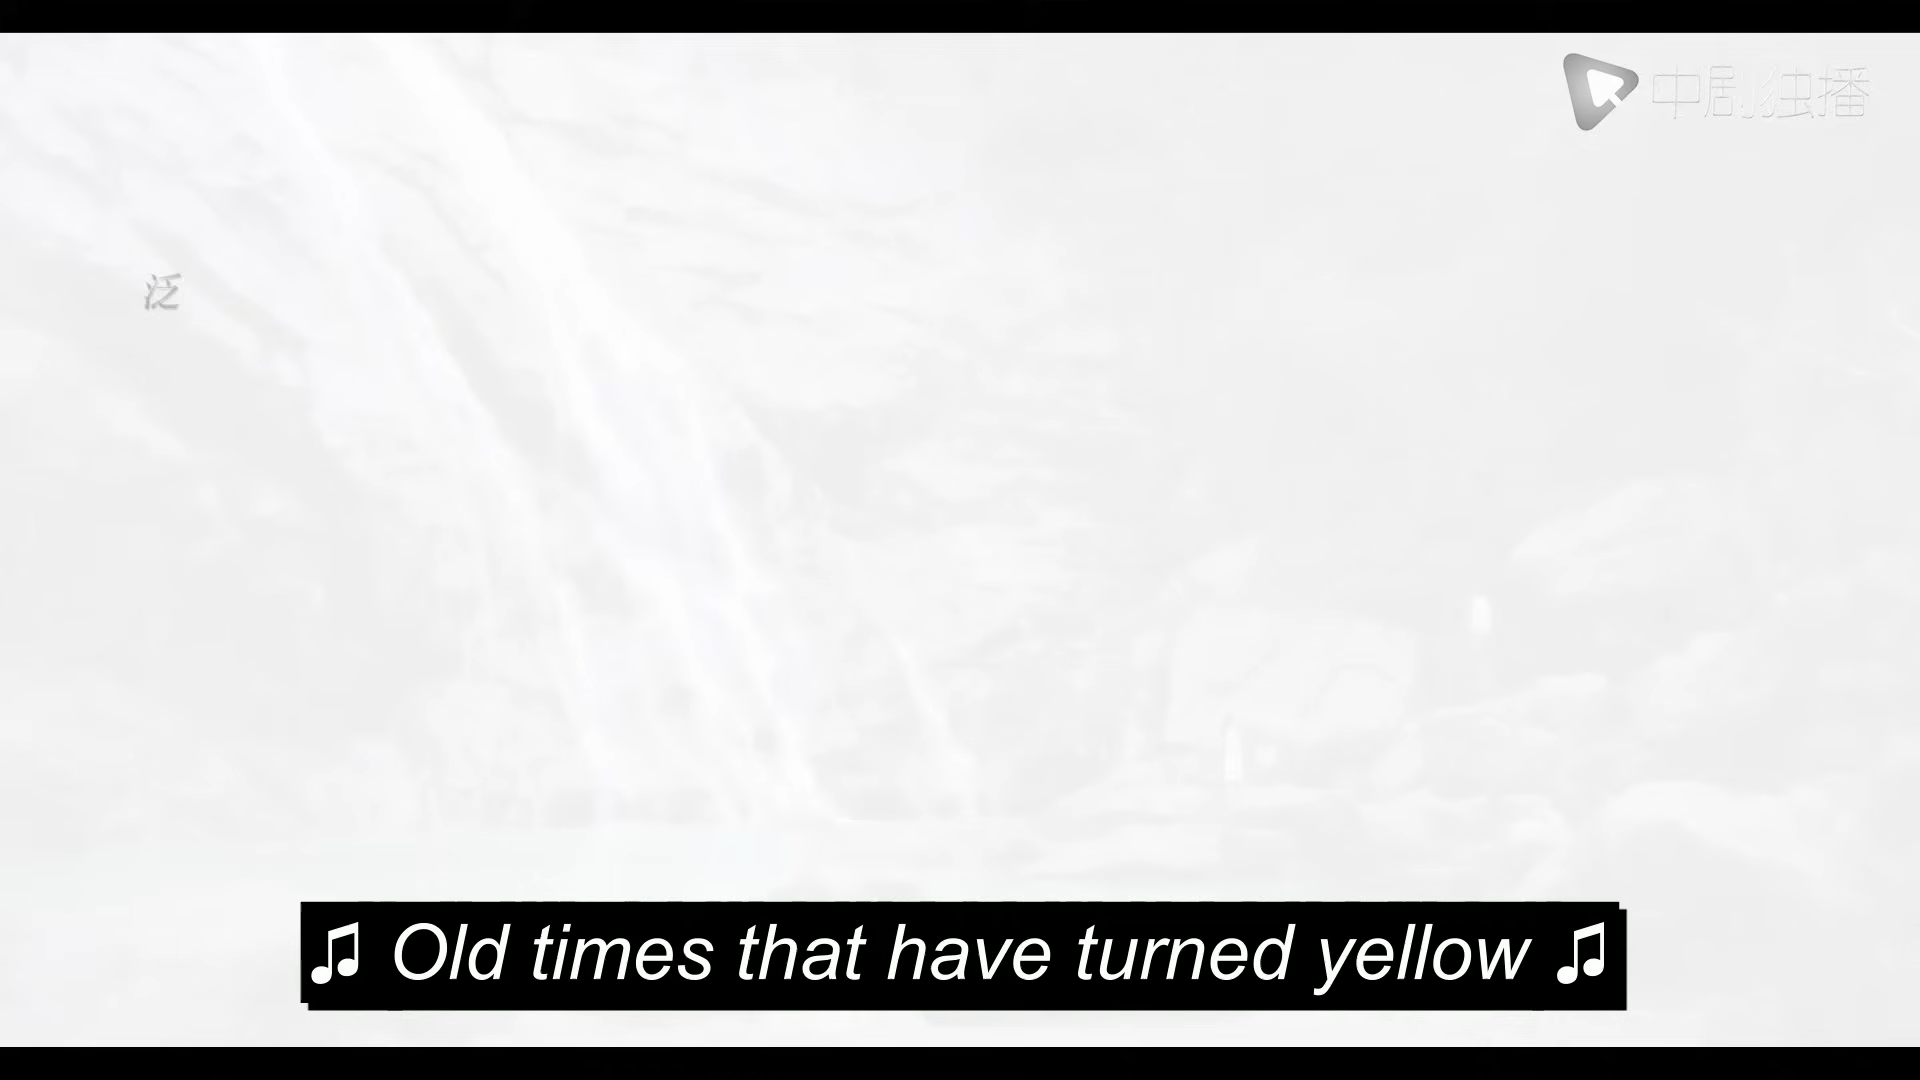 中剧独播
泛
♫ Old times that have turned yellow ♫